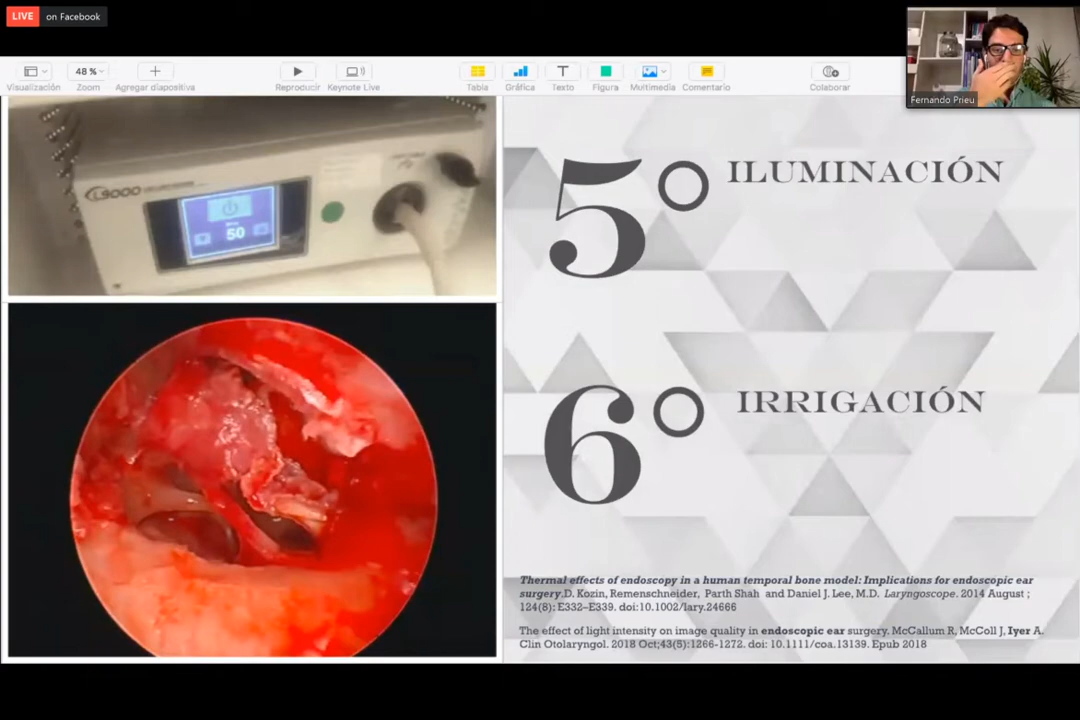 LIVE on Facebook
Fernando Prieu
48 %
Visualización Zoom Agregar diapositiva Reproducir Keynote Live Tabla Gráfica Texto Figura Multimedia Comentario Colaborar
L9000
50
5° ILUMINACIÓN
6° IRRIGACIÓN
Thermal effects of endoscopy in a human temporal bone model: Implications for endoscopic ear
surgery.D. Kozin, Remenschneider, Parth Shah and Daniel J. Lee, M.D. Laryngoscope. 2014 August ;
124(8): E332–E339. doi:10.1002/lary.24666
The effect of light intensity on image quality in endoscopic ear surgery. McCallum R, McColl J, Iyer A.
Clin Otolaryngol. 2018 Oct;43(5):1266-1272. doi: 10.1111/coa.13139. Epub 2018